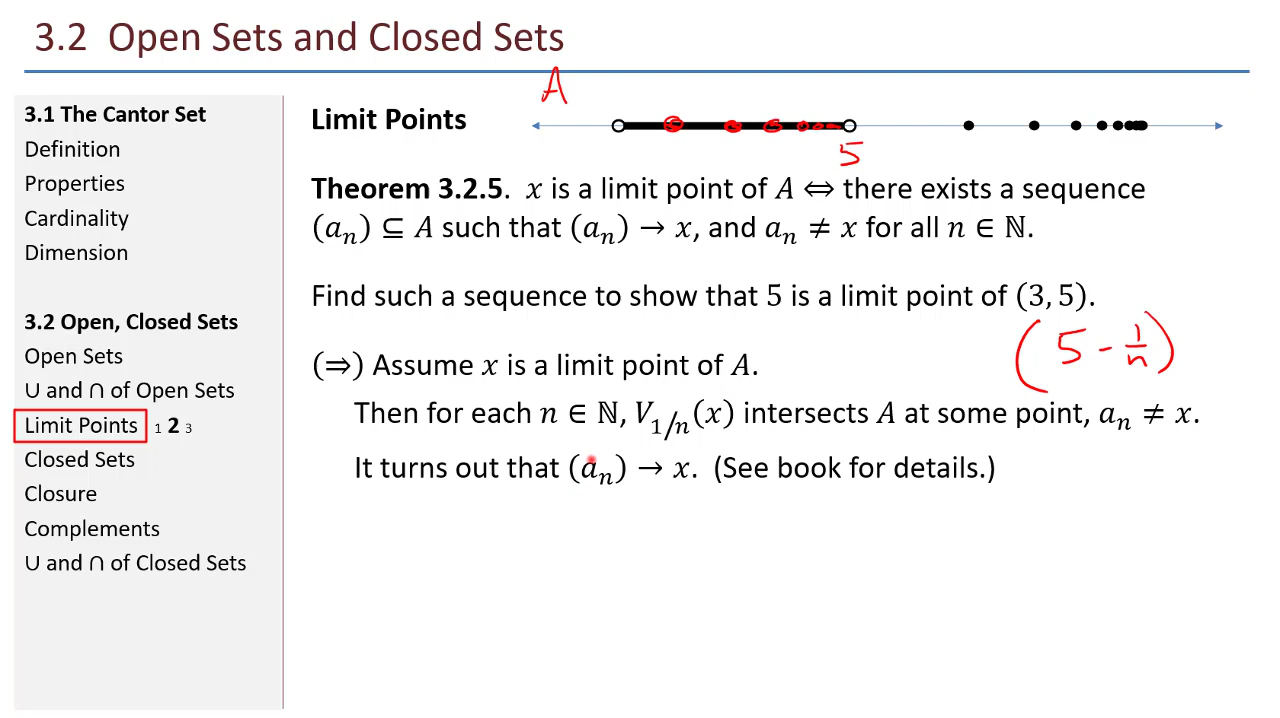 3.2 Open Sets and Closed Sets
3.1 The Cantor Set
Definition
Properties
Cardinality
Dimension
3.2 Open, Closed Sets
Open Sets
∪ and ∩ of Open Sets
Limit Points 1 2 3
Closed Sets
Closure
Complements
∪ and ∩ of Closed Sets
A
Limit Points
5
Theorem 3.2.5. x is a limit point of A ⇔ there exists a sequence
(aₙ) ⊆ A such that (aₙ) → x, and aₙ ≠ x for all n ∈ ℕ.
Find such a sequence to show that 5 is a limit point of (3, 5).
(5 - 1/n)
(⇒) Assume x is a limit point of A.
Then for each n ∈ ℕ, V₁/ₙ(x) intersects A at some point, aₙ ≠ x.
It turns out that (aₙ) → x. (See book for details.)